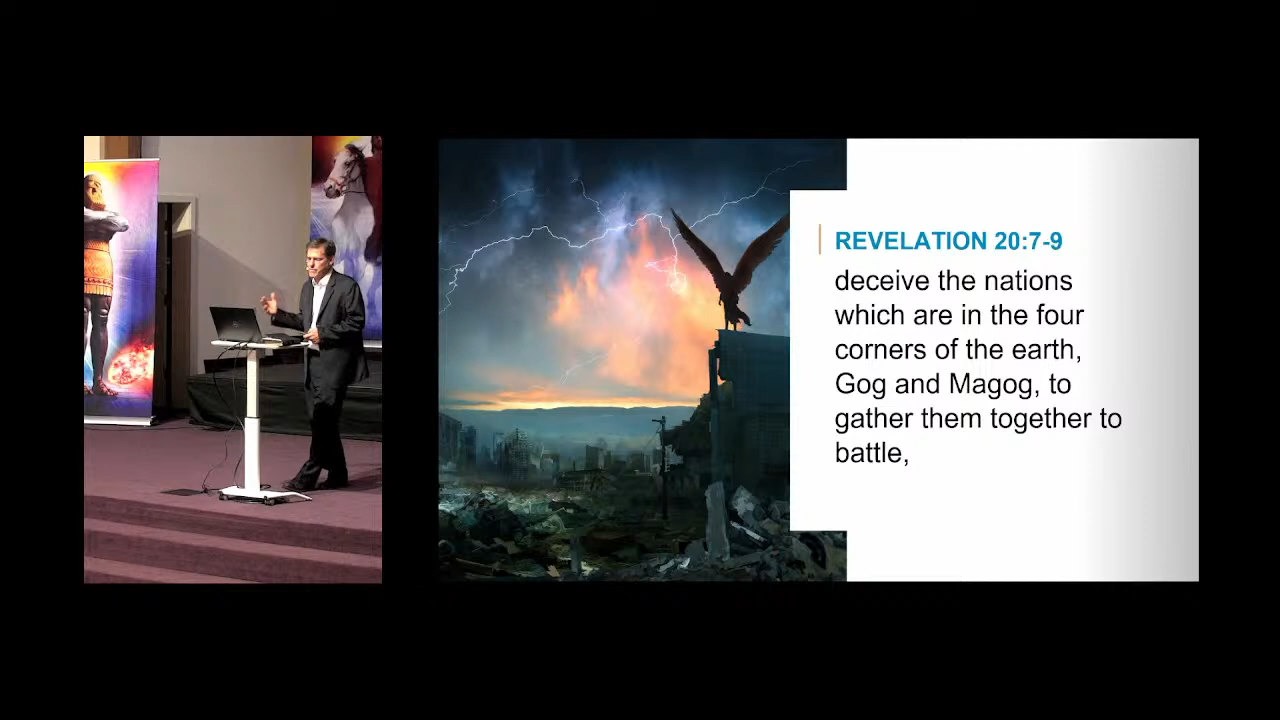 REVELATION 20:7-9
deceive the nations
which are in the four
corners of the earth,
Gog and Magog, to
gather them together to
battle,